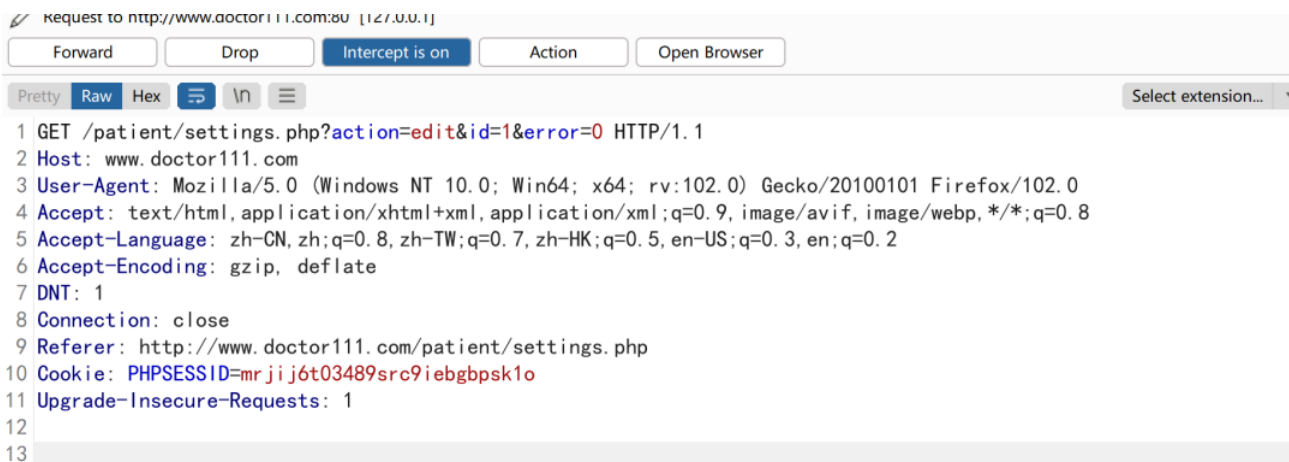 Request to http://www.doctor111.com:80 [127.0.0.1]
Forward Drop Intercept is on Action Open Browser
Pretty Raw Hex \n Select extension...
1 GET /patient/settings.php?action=edit&id=1&error=0 HTTP/1.1
2 Host: www.doctor111.com
3 User-Agent: Mozilla/5.0 (Windows NT 10.0; Win64; x64; rv:102.0) Gecko/20100101 Firefox/102.0
4 Accept: text/html,application/xhtml+xml,application/xml;q=0.9,image/avif,image/webp,*/*;q=0.8
5 Accept-Language: zh-CN,zh;q=0.8,zh-TW;q=0.7,zh-HK;q=0.5,en-US;q=0.3,en;q=0.2
6 Accept-Encoding: gzip, deflate
7 DNT: 1
8 Connection: close
9 Referer: http://www.doctor111.com/patient/settings.php
10 Cookie: PHPSESSID=mrjij6t03489src9iebgbpsk1o
11 Upgrade-Insecure-Requests: 1
12
13